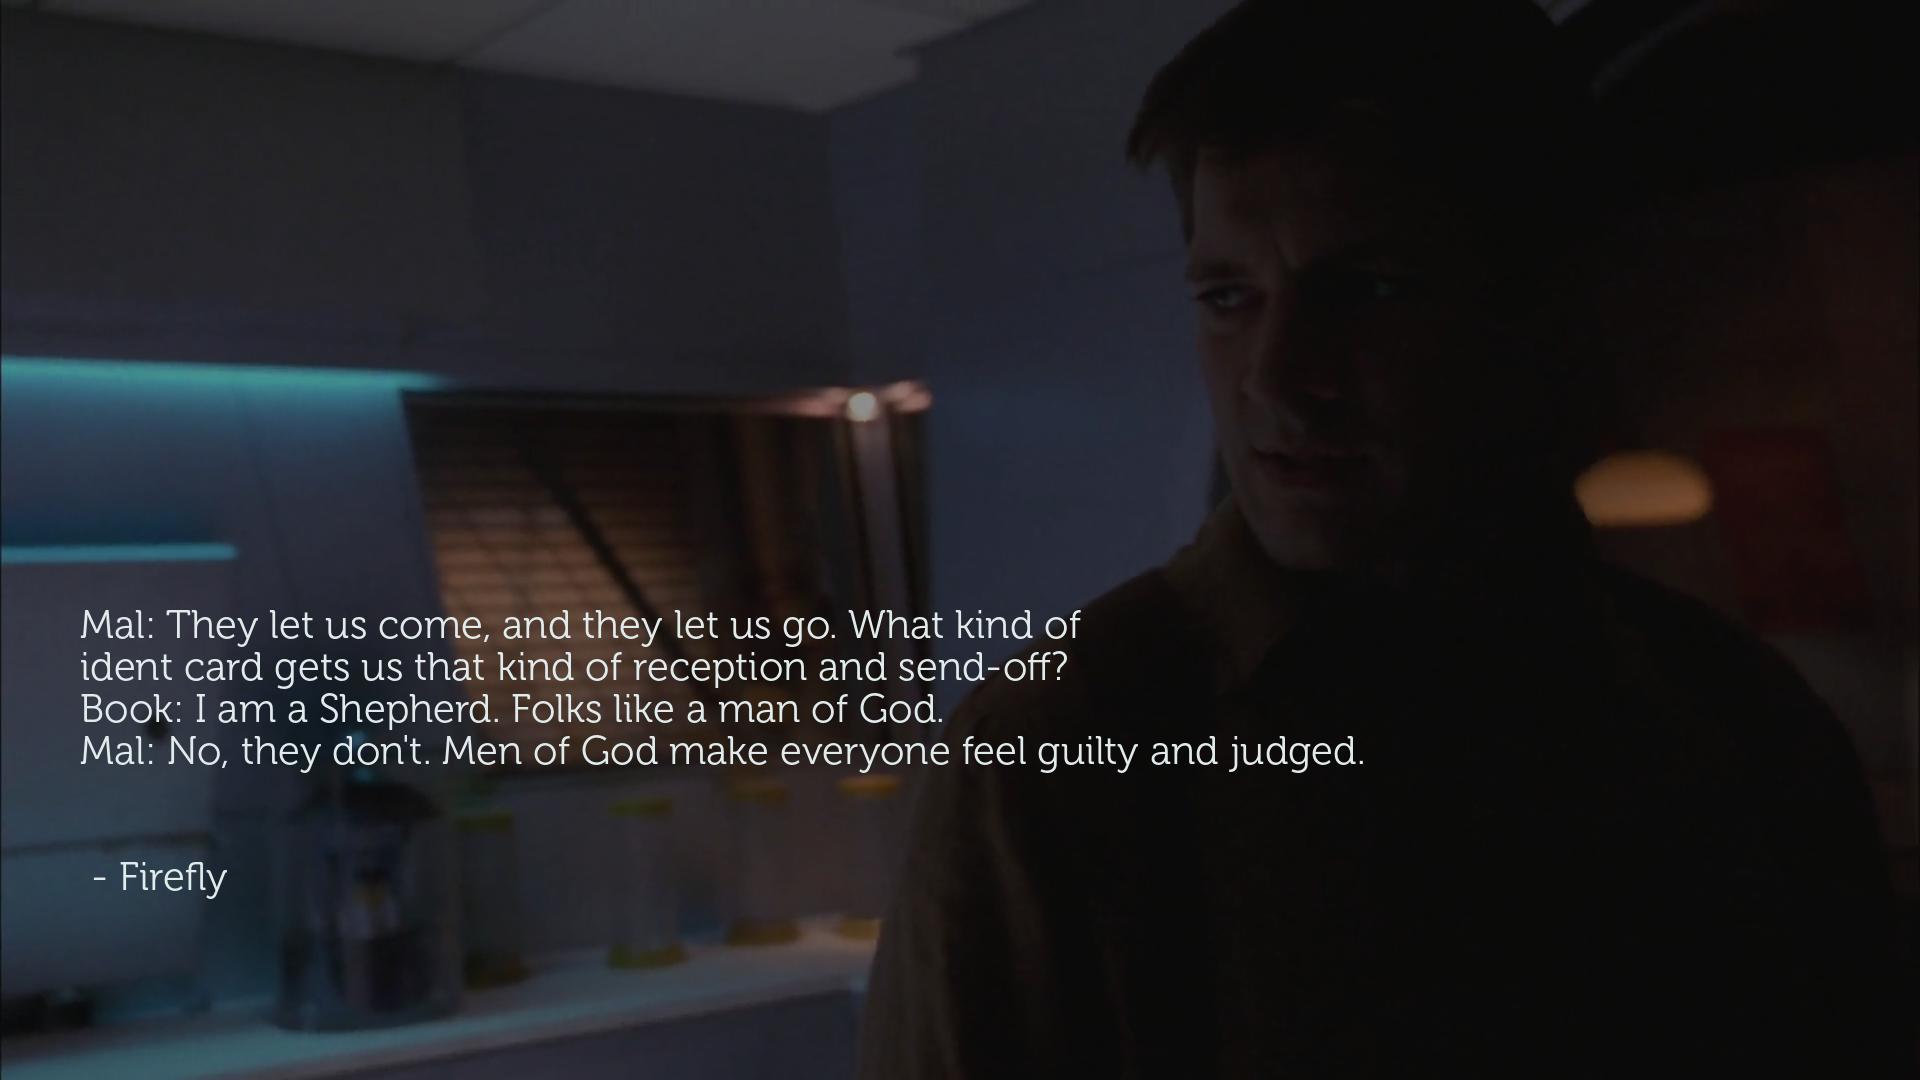 Mal: They let us come, and they let us go. What kind of
ident card gets us that kind of reception and send-off?
Book: I am a Shepherd. Folks like a man of God.
Mal: No, they don't. Men of God make everyone feel guilty and judged.
- Firefly